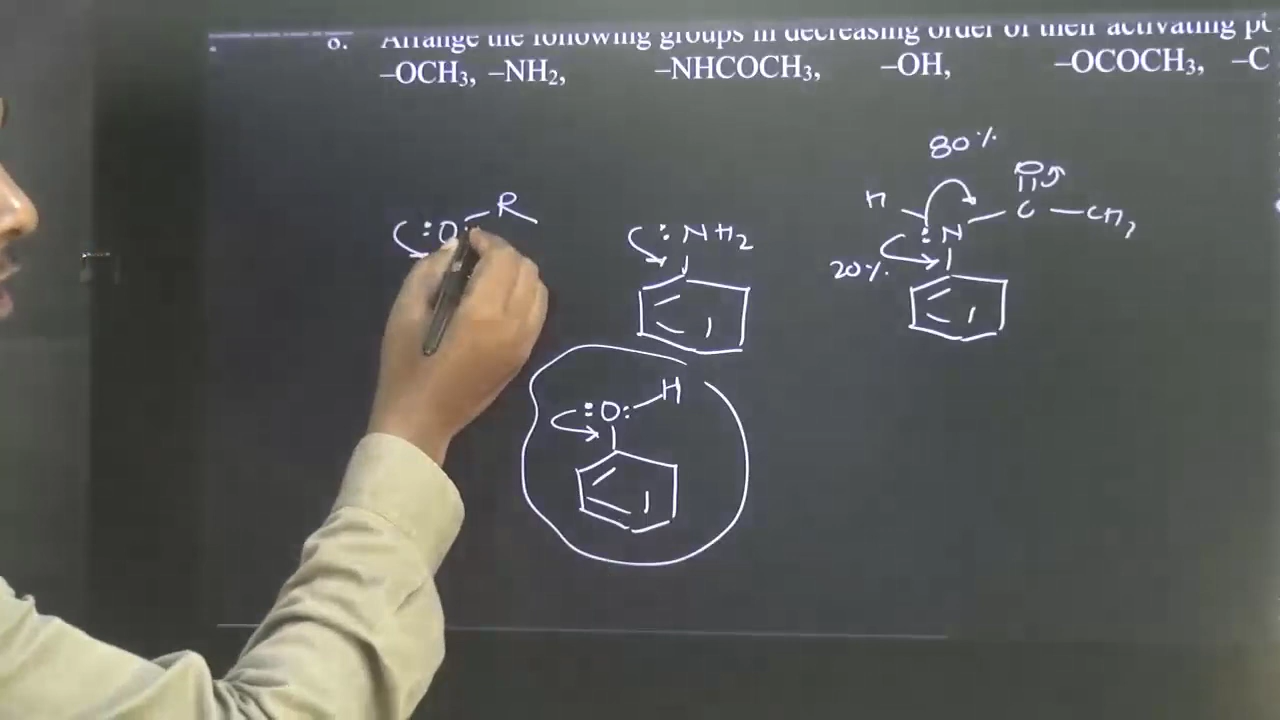 8. Arrange the following groups in decreasing order of their activating
–OCH₃, –NH₂, –NHCOCH₃, –OH, –OCOCH₃, –C
80%
O
H C –CH₃
:O R :NH₂ :N
20%
H
:O: